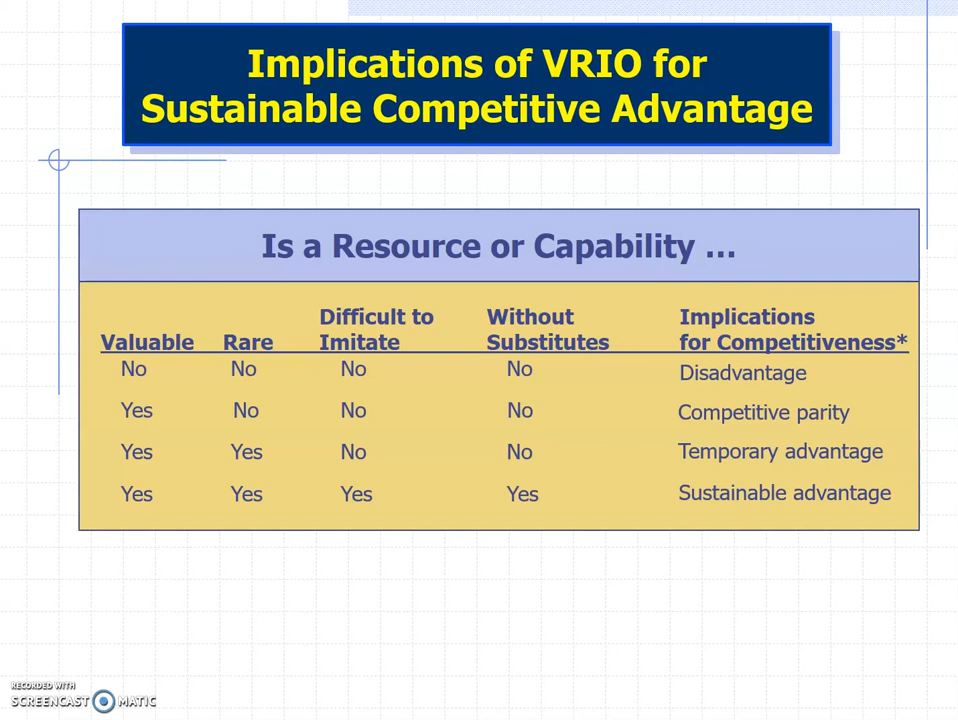 Implications of VRIO for
Sustainable Competitive Advantage
Is a Resource or Capability ...
Valuable Rare Difficult to Imitate Without Substitutes Implications for Competitiveness*
No No No No Disadvantage
Yes No No No Competitive parity
Yes Yes No No Temporary advantage
Yes Yes Yes Yes Sustainable advantage
RECORDED WITH
SCREENCAST MATIC